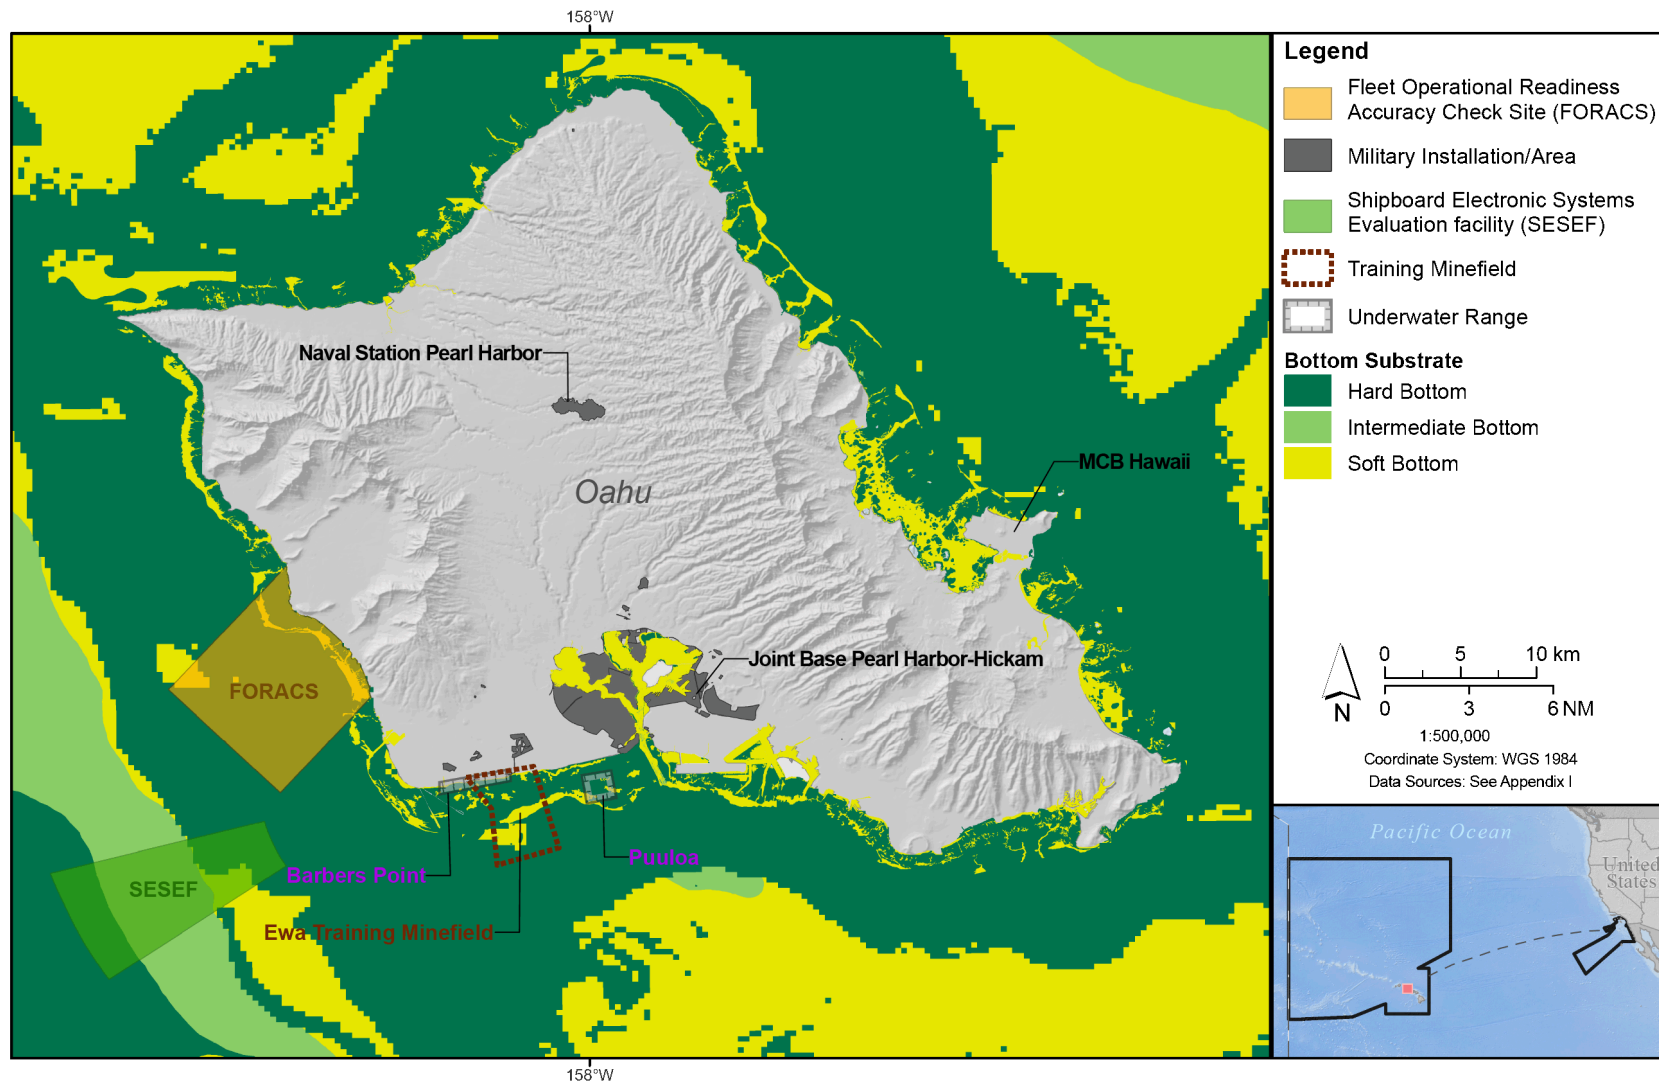 158°W
Naval Station Pearl Harbor
Oahu
MCB Hawaii
Joint Base Pearl Harbor-Hickam
FORACS
SESEF
Barbers Point
Puuloa
Ewa Training Minefield
158°W
Legend
Fleet Operational Readiness
Accuracy Check Site (FORACS)
Military Installation/Area
Shipboard Electronic Systems
Evaluation facility (SESEF)
Training Minefield
Underwater Range
Bottom Substrate
Hard Bottom
Intermediate Bottom
Soft Bottom
N
0 5 10 km
0 3 6 NM
1:500,000
Coordinate System: WGS 1984
Data Sources: See Appendix I
Pacific Ocean
United
States